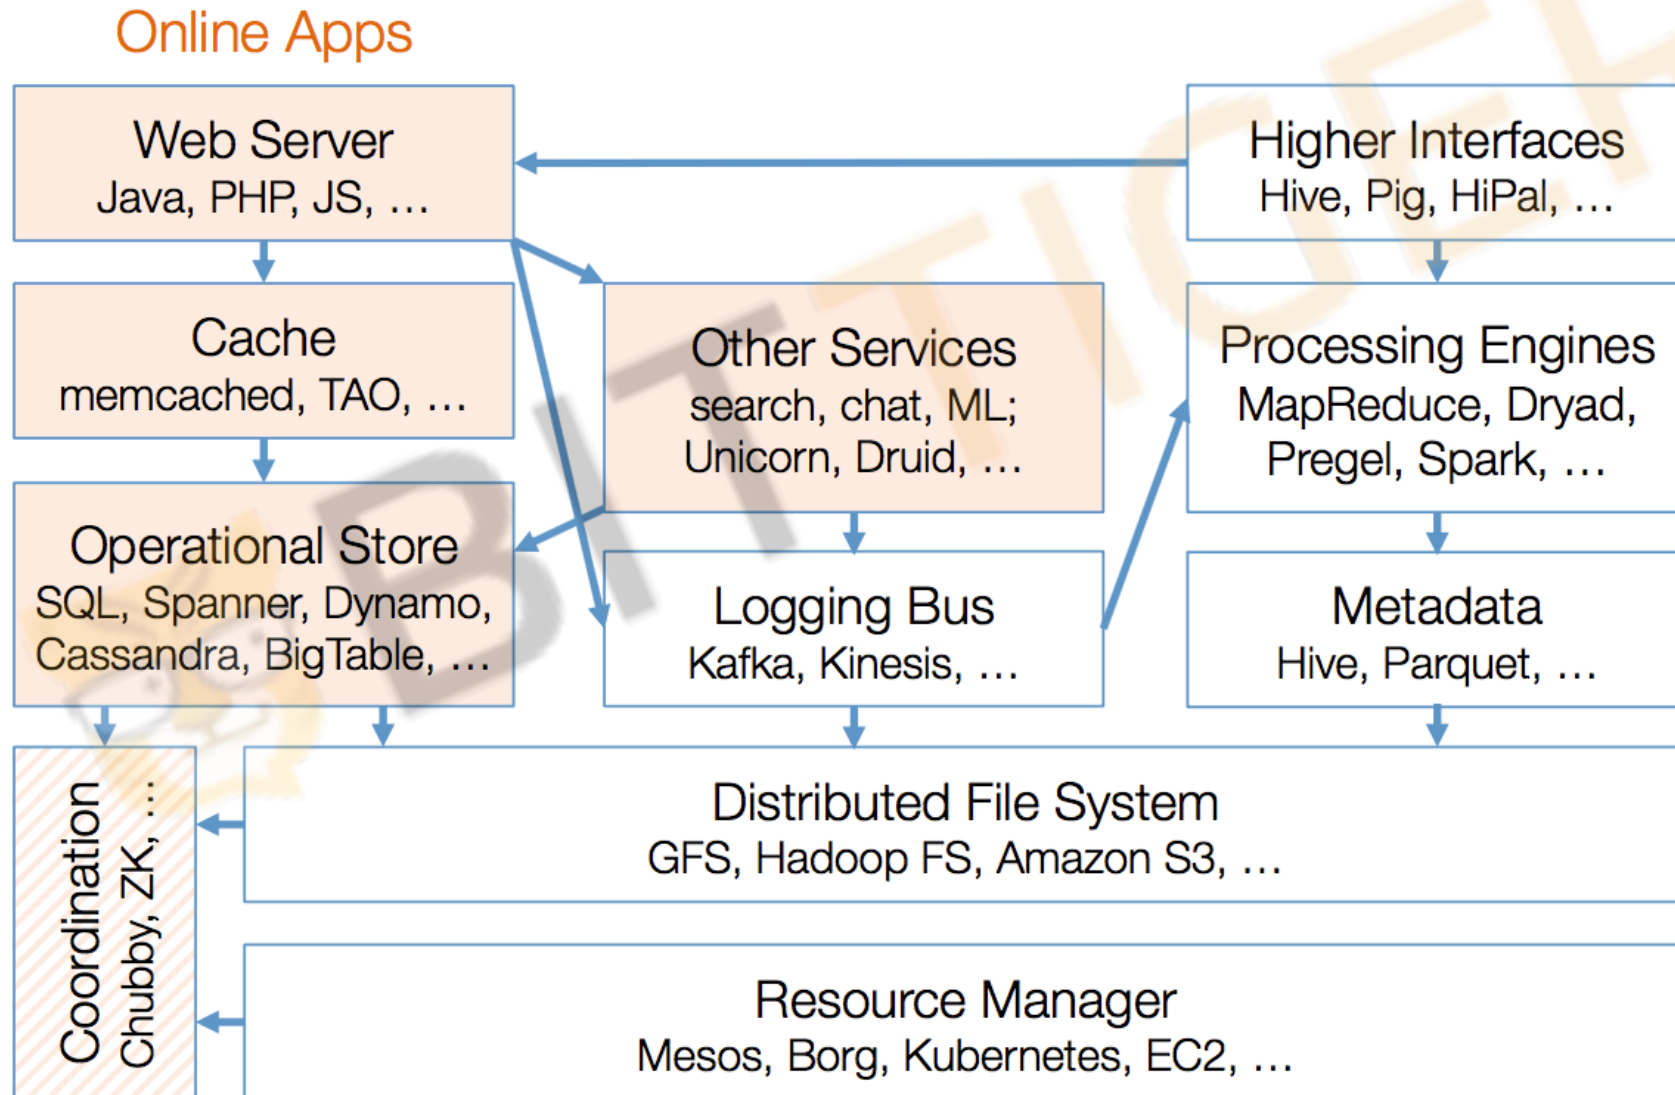 Online Apps
Web Server
Java, PHP, JS, …
Higher Interfaces
Hive, Pig, HiPal, …
Cache
memcached, TAO, …
Other Services
search, chat, ML;
Unicorn, Druid, …
Processing Engines
MapReduce, Dryad,
Pregel, Spark, …
Operational Store
SQL, Spanner, Dynamo,
Cassandra, BigTable, …
Logging Bus
Kafka, Kinesis, …
Metadata
Hive, Parquet, …
Coordination
Chubby, ZK, …
Distributed File System
GFS, Hadoop FS, Amazon S3, …
Resource Manager
Mesos, Borg, Kubernetes, EC2, …
BITTIGER